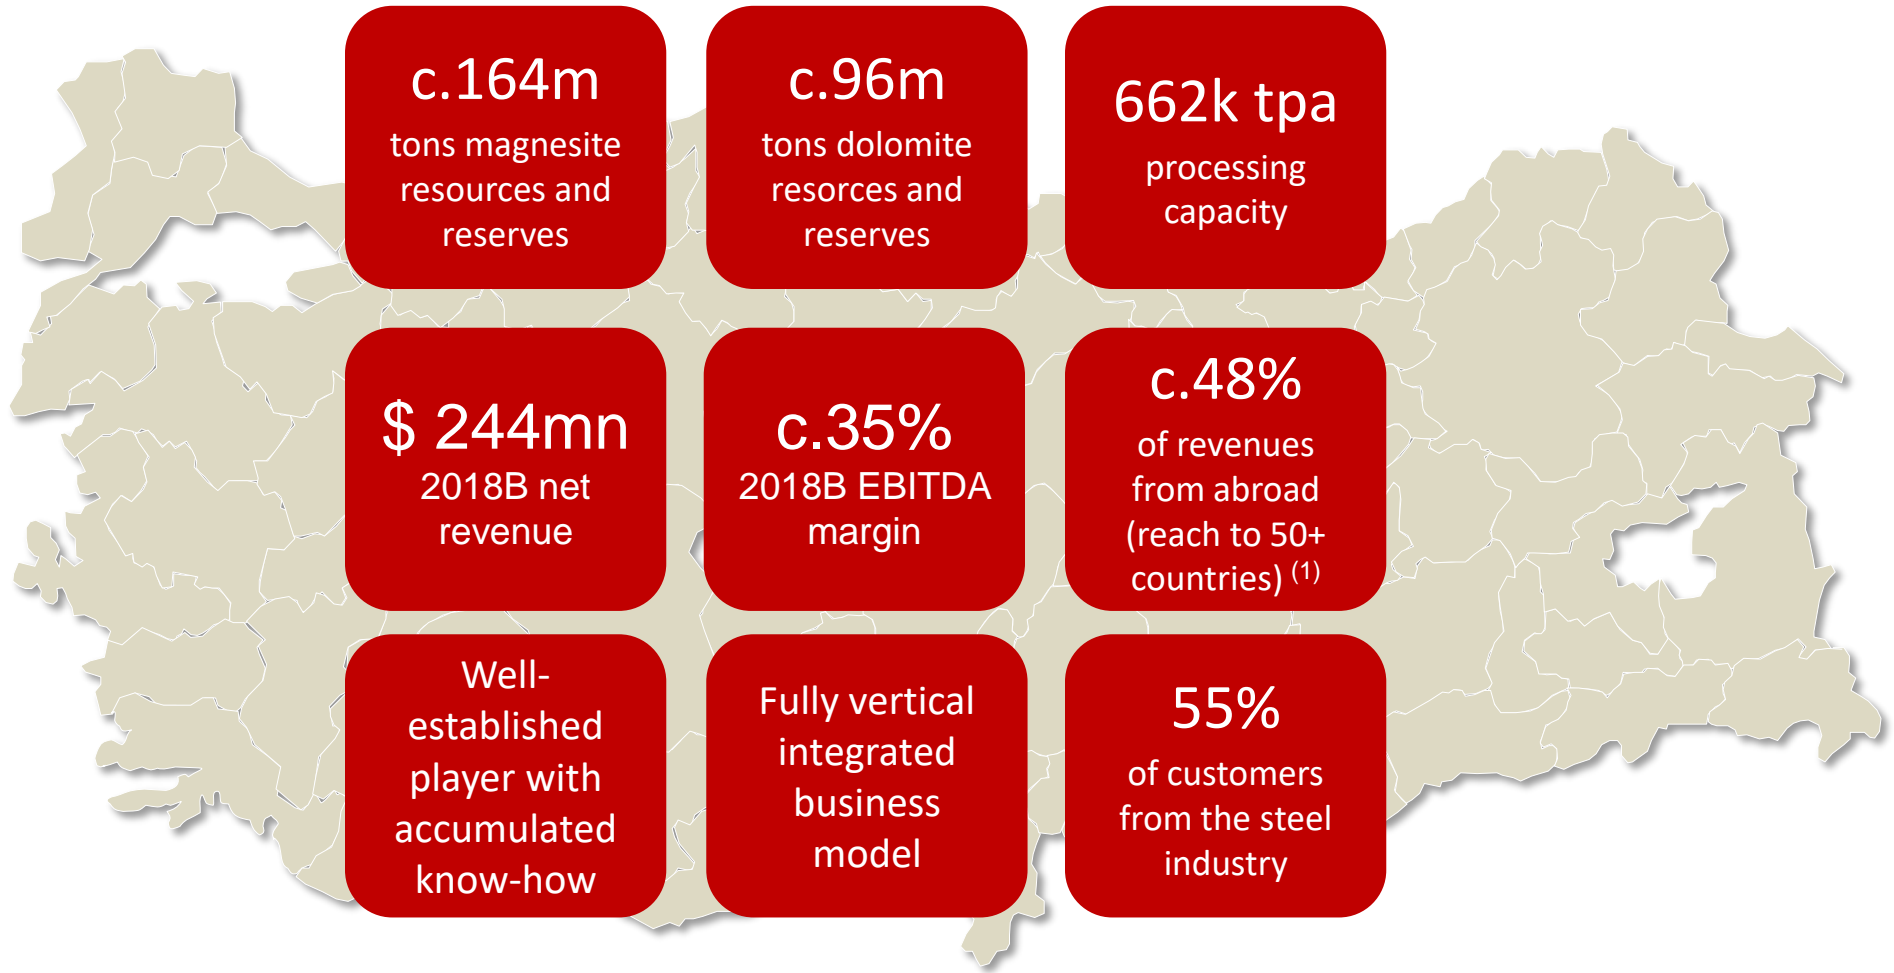 c.164m
tons magnesite
resources and
reserves
c.96m
tons dolomite
resorces and
reserves
662k tpa
processing
capacity
$ 244mn
2018B net
revenue
c.35%
2018B EBITDA
margin
c.48%
of revenues
from abroad
(reach to 50+
countries) (1)
Well-
established
player with
accumulated
know-how
Fully vertical
integrated
business
model
55%
of customers
from the steel
industry